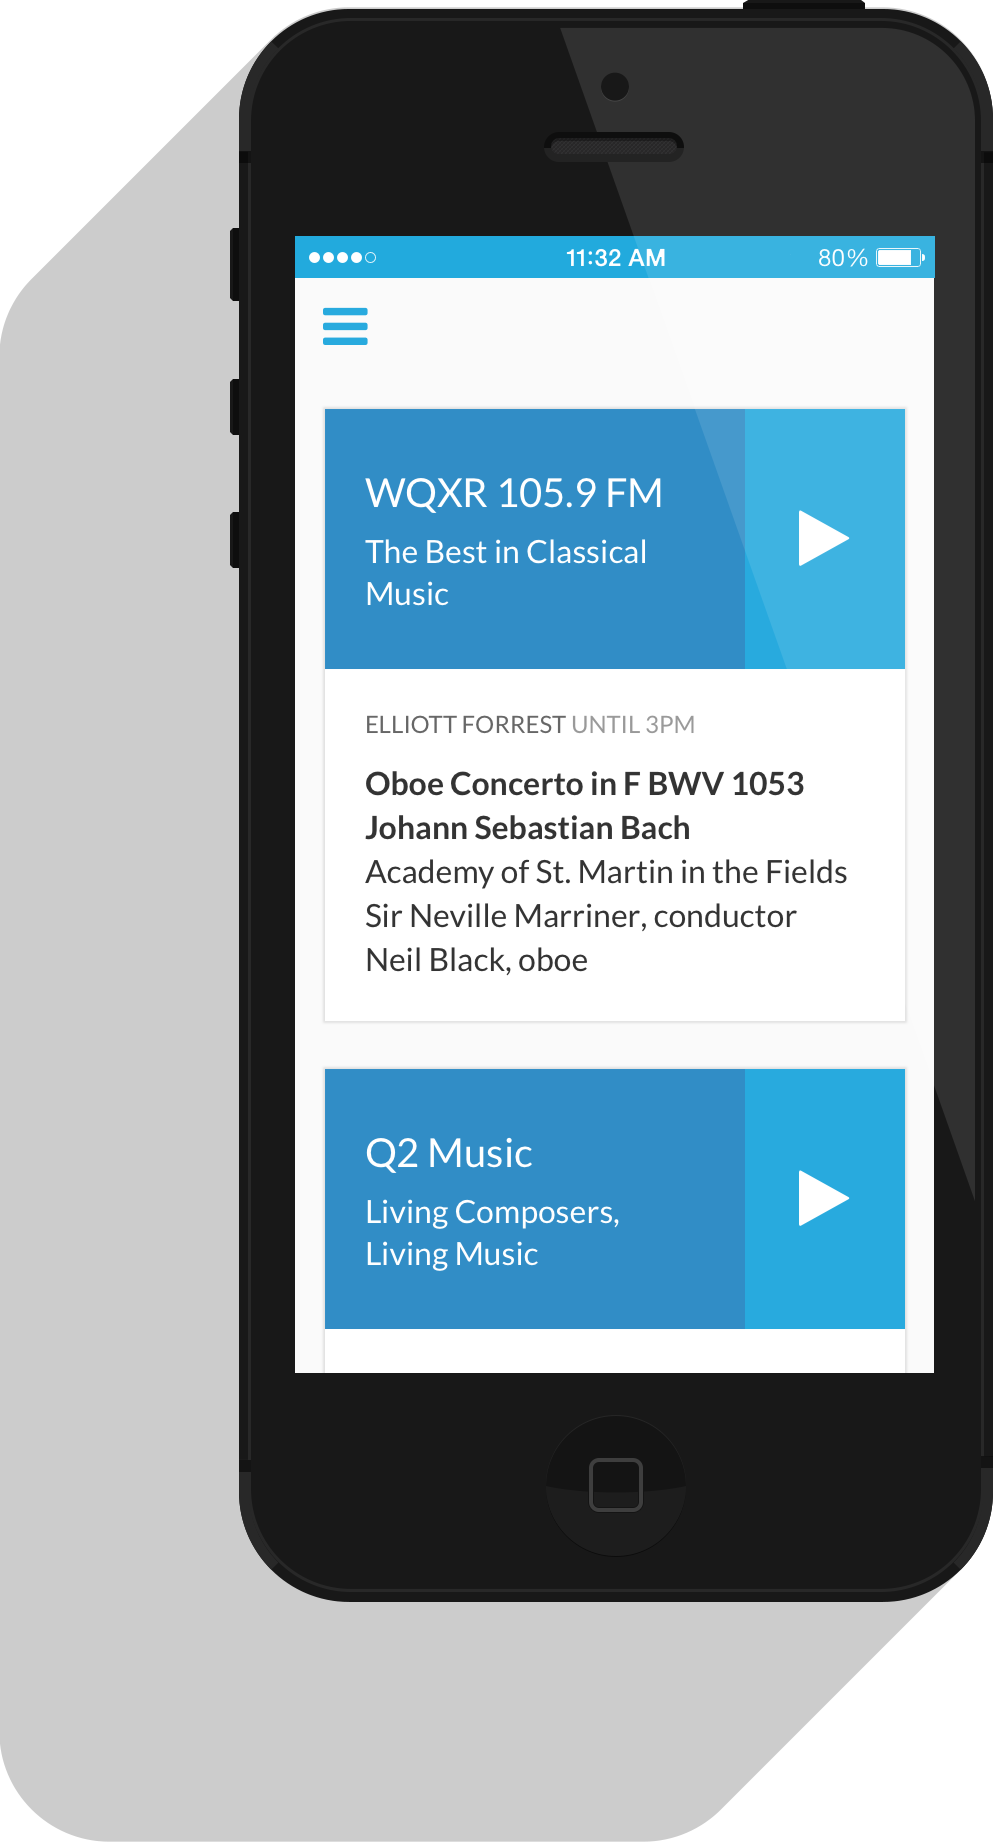 11:32 AM 80%
WQXR 105.9 FM
The Best in Classical
Music
ELLIOTT FORREST UNTIL 3PM
Oboe Concerto in F BWV 1053
Johann Sebastian Bach
Academy of St. Martin in the Fields
Sir Neville Marriner, conductor
Neil Black, oboe
Q2 Music
Living Composers,
Living Music